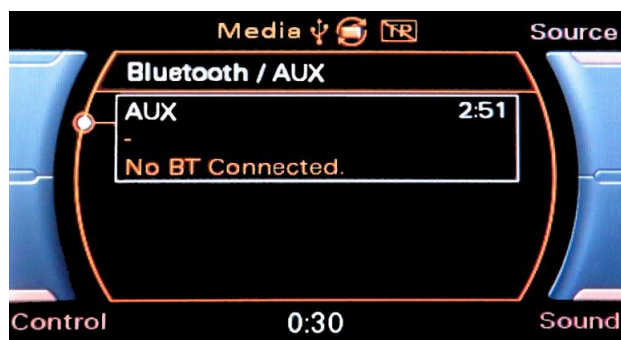 Media TR
Source
Bluetooth / AUX
AUX 2:51
-
No BT Connected.
Control
0:30
Sound